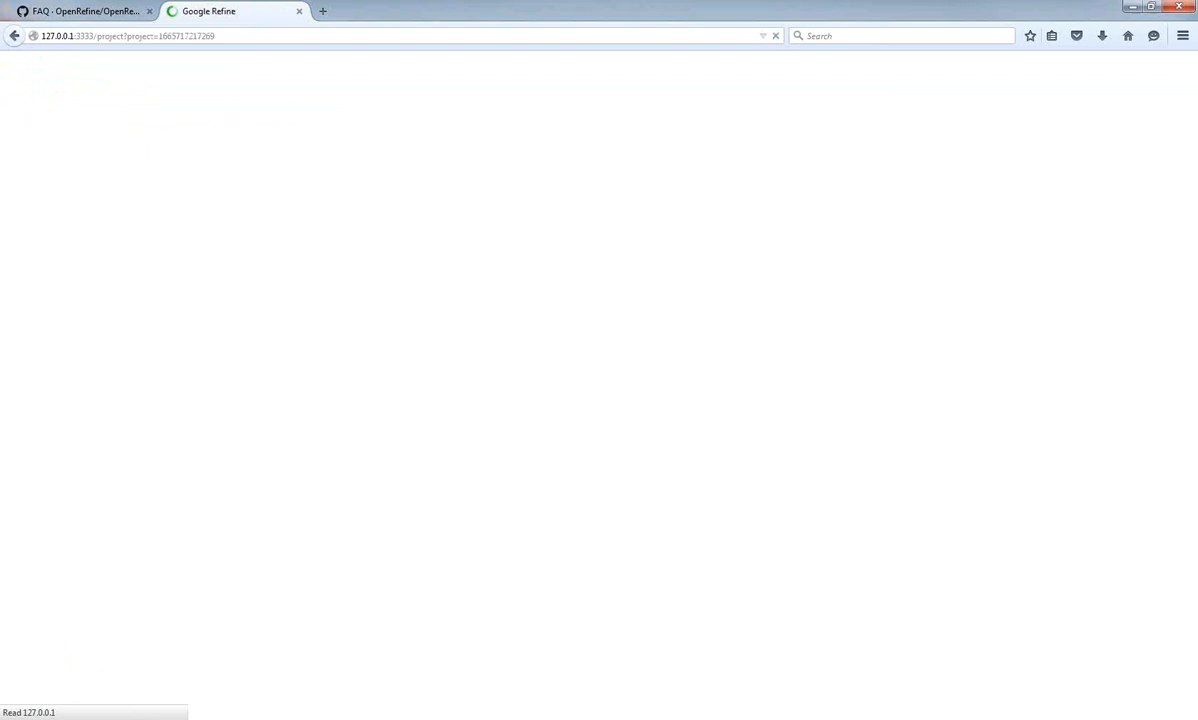 FAQ - OpenRefine/OpenRe...
Google Refine
127.0.0.1:3333/project?project=1665717217269
Search
Read 127.0.0.1